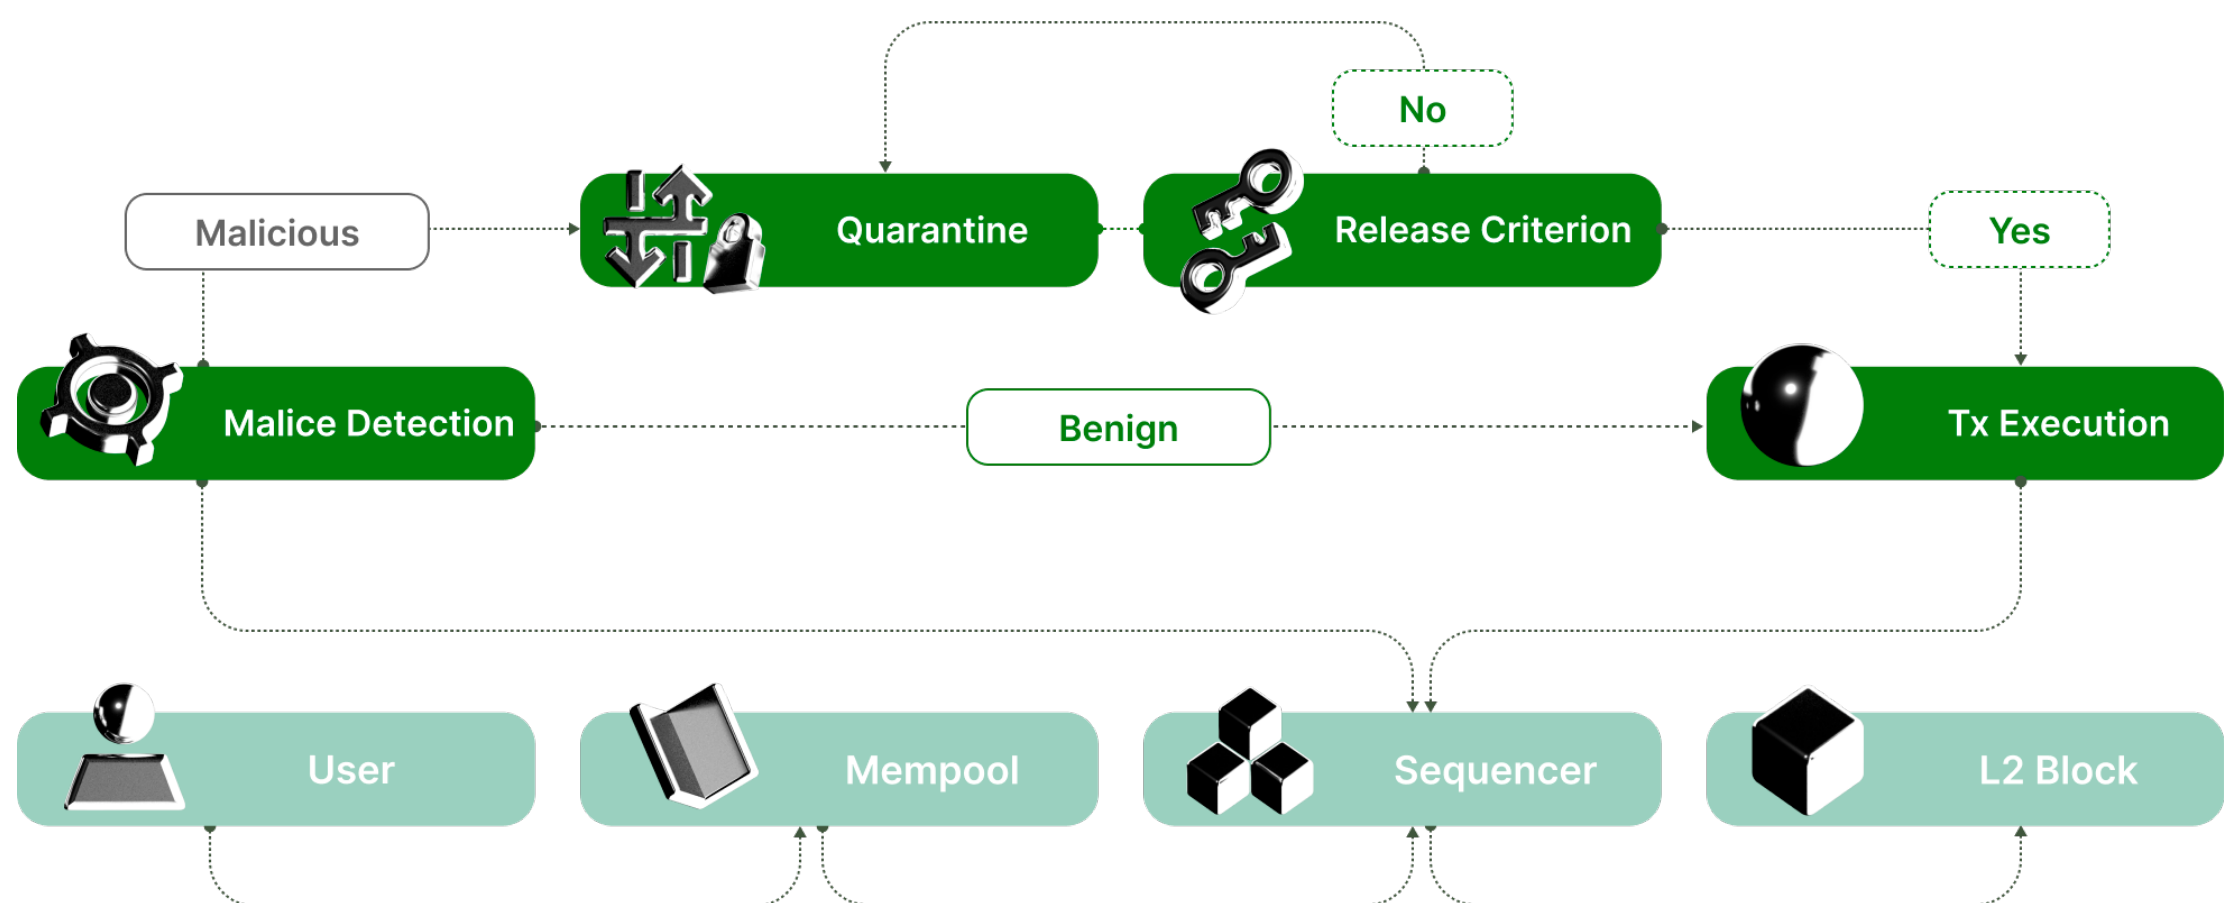 No
Malicious
Quarantine
Release Criterion
Yes
Malice Detection
Benign
Tx Execution
User
Mempool
Sequencer
L2 Block